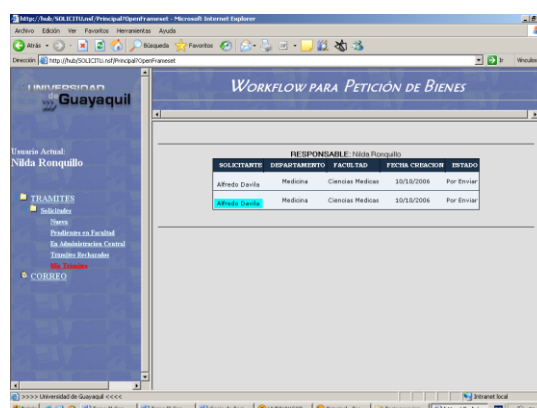 http://hub/SOLICITU.nsf/Principal?OpenFrameset - Microsoft Internet Explorer
Archivo Edición Ver Favoritos Herramientas Ayuda
Atrás Búsqueda Favoritos
Dirección http://hub/SOLICITU.nsf/Principal?OpenFrameset Ir Vínculos
UNIVERSIDAD
de Guayaquil
WORKFLOW PARA PETICIÓN DE BIENES
Usuario Actual:
Nilda Ronquillo
RESPONSABLE: Nilda Ronquillo
SOLICITANTE DEPARTAMENTO FACULTAD FECHA CREACION ESTADO
Alfredo Davila Medicina Ciencias Medicas 10/10/2006 Por Enviar
Alfredo Davila Medicina Ciencias Medicas 10/10/2006 Por Enviar
TRAMITES
Solicitudes
Nueva
Pendientes en Facultad
En Administracion Central
Tramites Rechazados
Mis Tramites
CORREO
>>>> Universidad de Guayaquil <<<< Intranet local